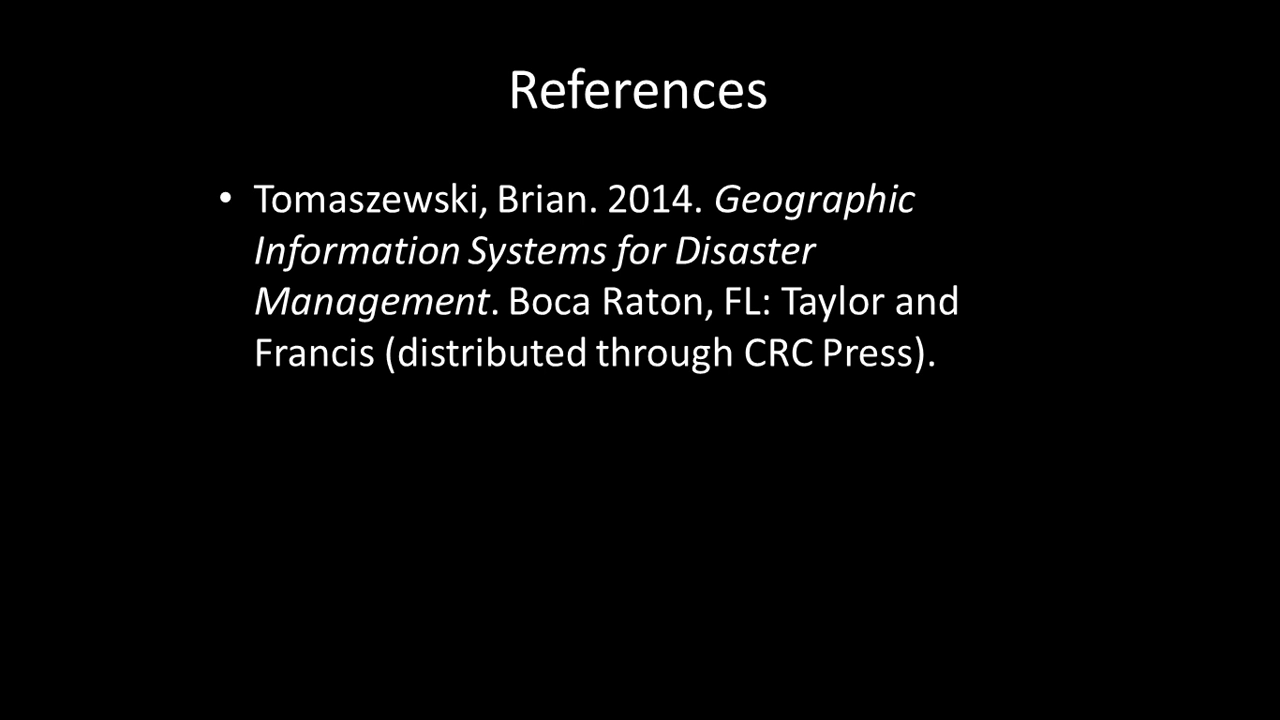 References
• Tomaszewski, Brian. 2014. Geographic
Information Systems for Disaster
Management. Boca Raton, FL: Taylor and
Francis (distributed through CRC Press).